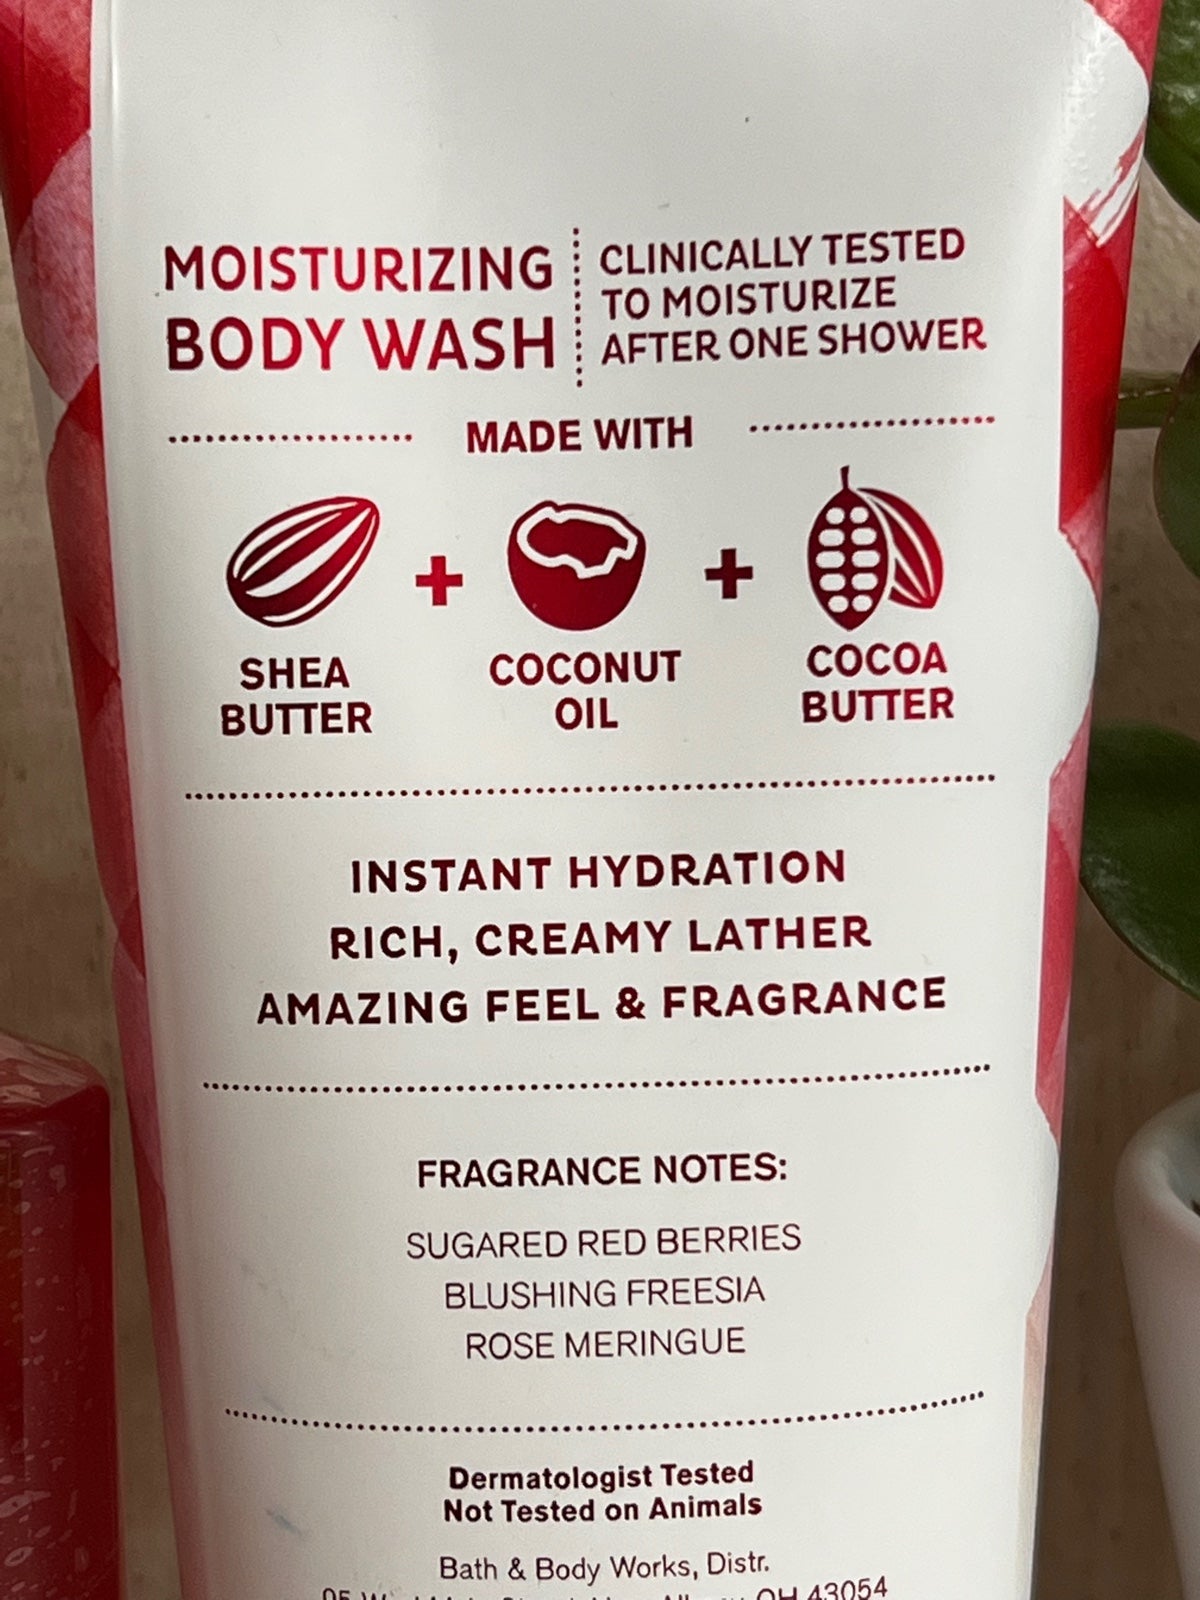 MOISTURIZING
BODY WASH
CLINICALLY TESTED
TO MOISTURIZE
AFTER ONE SHOWER
MADE WITH
SHEA
BUTTER
+
COCONUT
OIL
+
COCOA
BUTTER
INSTANT HYDRATION
RICH, CREAMY LATHER
AMAZING FEEL & FRAGRANCE
FRAGRANCE NOTES:
SUGARED RED BERRIES
BLUSHING FREESIA
ROSE MERINGUE
Dermatologist Tested
Not Tested on Animals
Bath & Body Works, Distr.
OH 43054